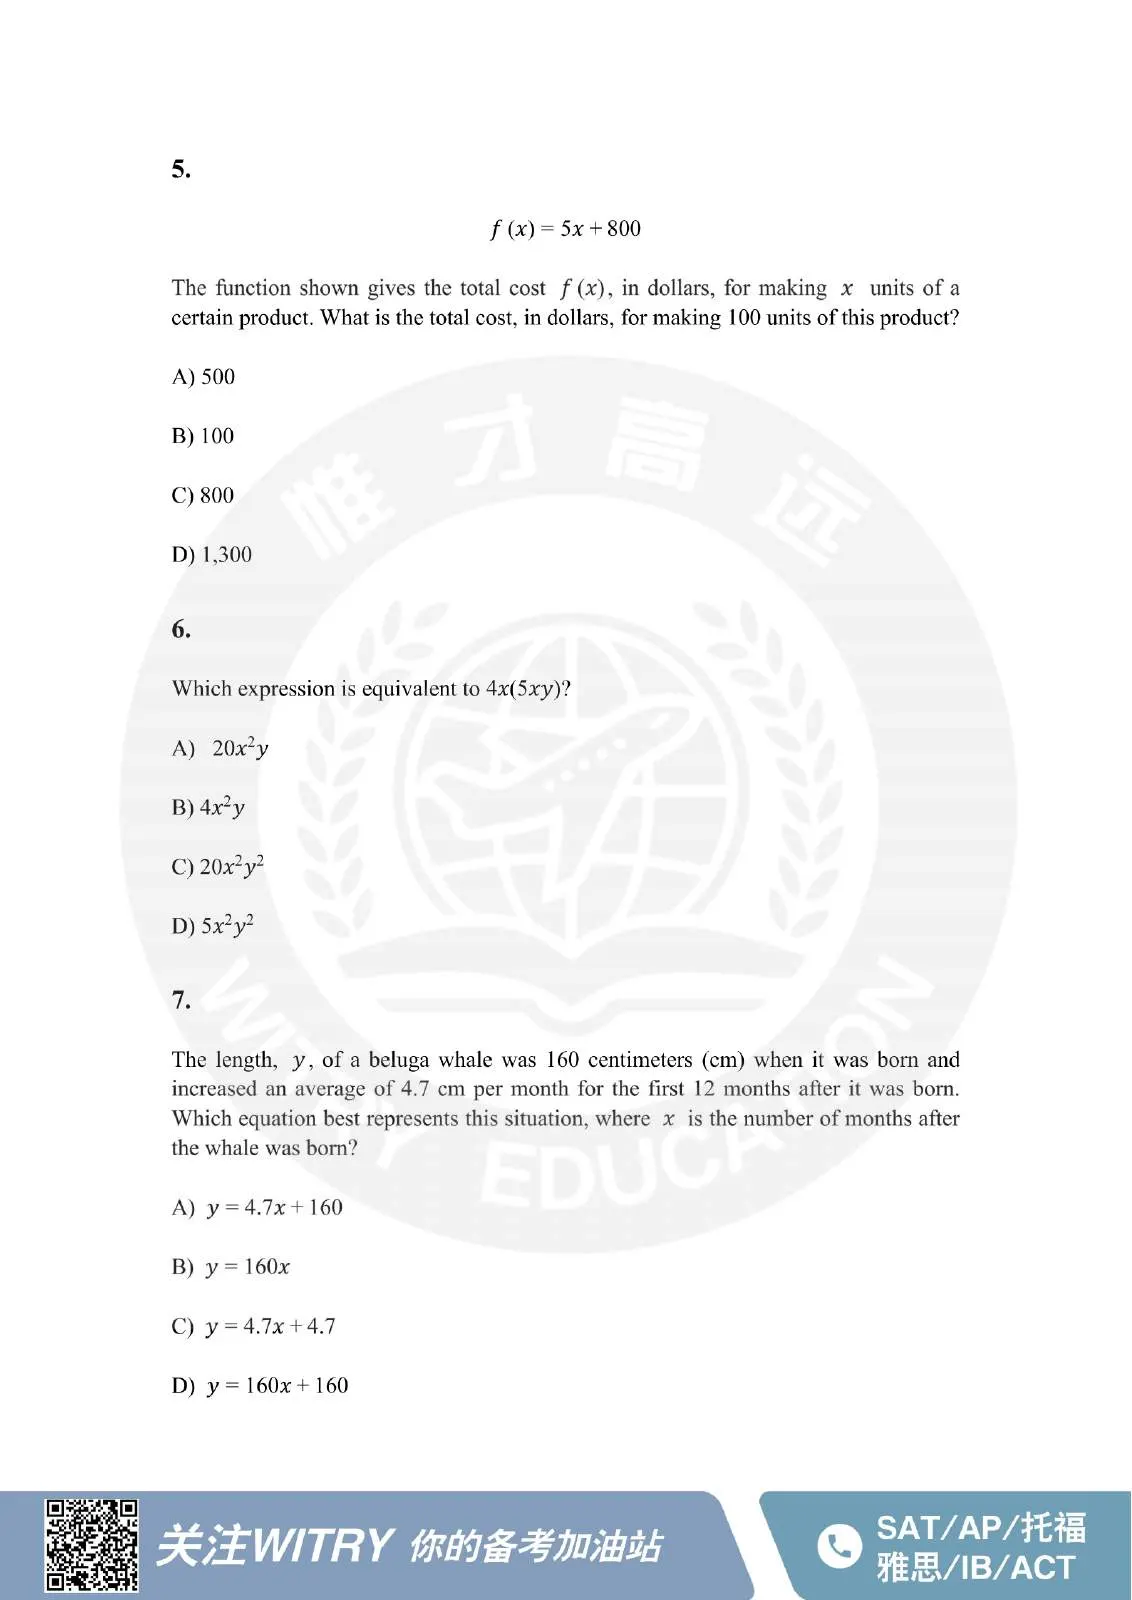 5.
f (x) = 5x + 800
The function shown gives the total cost f (x), in dollars, for making x units of a
certain product. What is the total cost, in dollars, for making 100 units of this product?
A) 500
B) 100
C) 800
D) 1,300
6.
Which expression is equivalent to 4x(5xy)?
A) 20x²y
B) 4x²y
C) 20x²y²
D) 5x²y²
7.
The length, y, of a beluga whale was 160 centimeters (cm) when it was born and
increased an average of 4.7 cm per month for the first 12 months after it was born.
Which equation best represents this situation, where x is the number of months after
the whale was born?
A) y = 4.7x + 160
B) y = 160x
C) y = 4.7x + 4.7
D) y = 160x + 160
惟才高远
WITRY EDUCATION
关注WITRY 你的备考加油站
SAT/AP/托福
雅思/IB/ACT